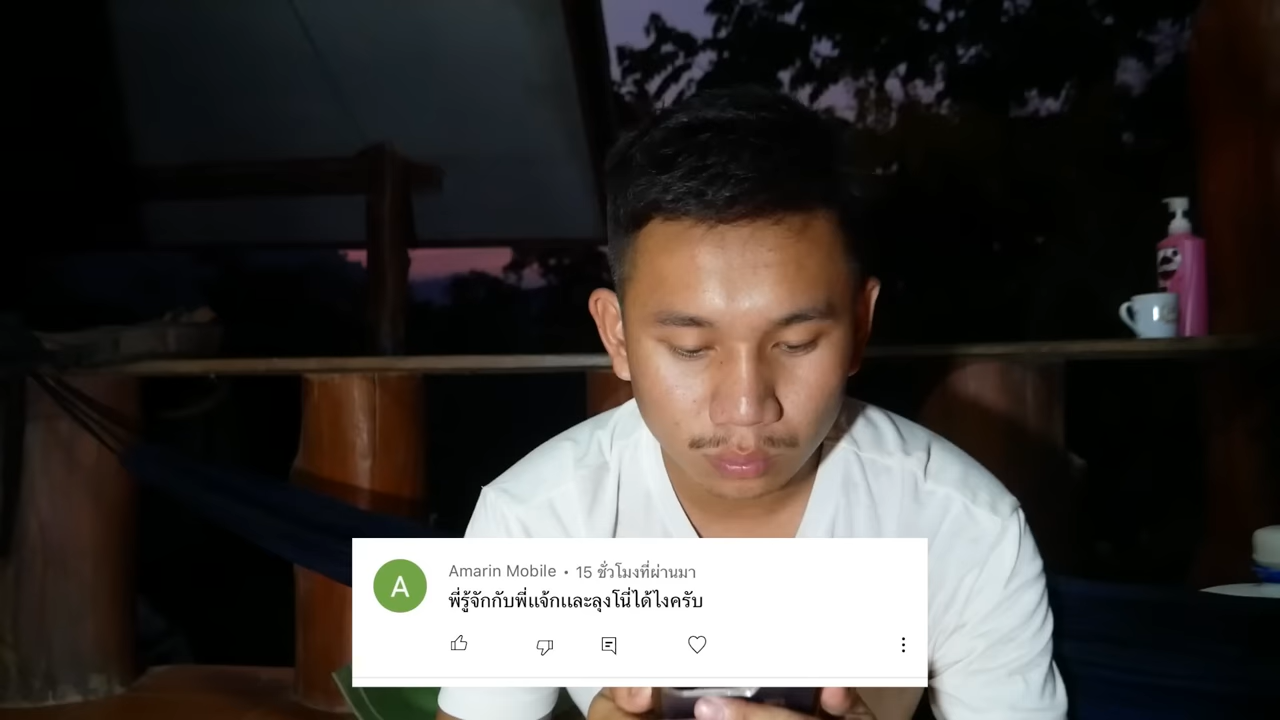 A
Amarin Mobile • 15 ชั่วโมงที่ผ่านมา
พี่รู้จักกับพี่แจ้กและลุงโนี่ได้ไงครับ